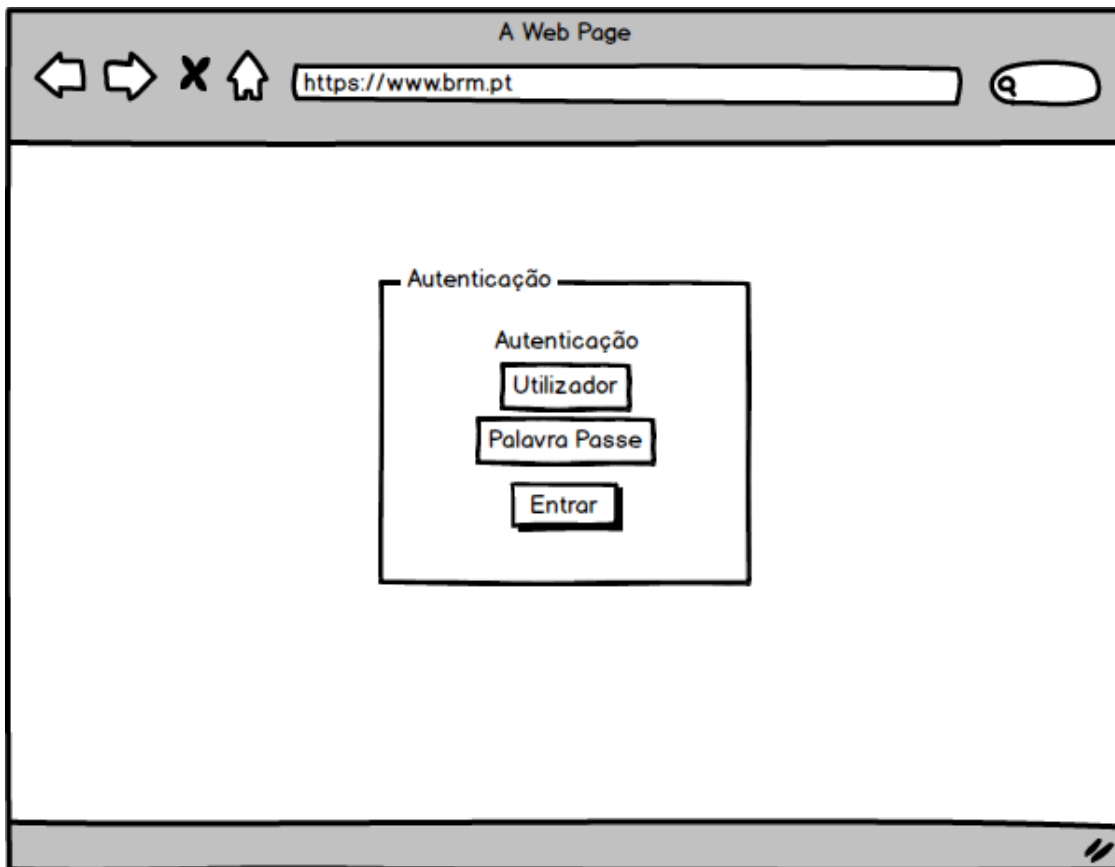 A Web Page
https://www.brm.pt
Autenticação
Autenticação
Utilizador
Palavra Passe
Entrar